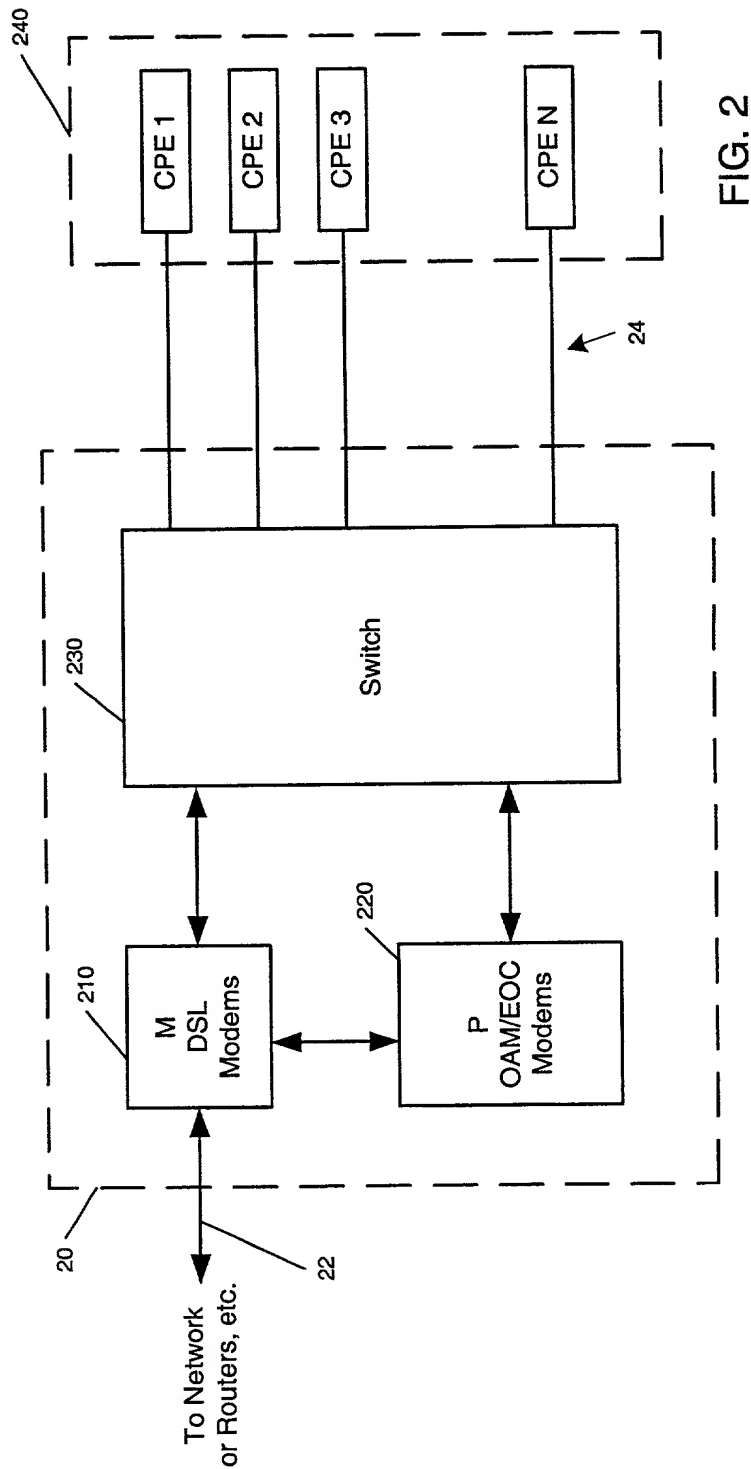 240
CPE 1
CPE 2
CPE 3
CPE N
24
230
Switch
210
M
DSL
Modems
220
P
OAM/EOC
Modems
20
22
To Network
or Routers, etc.
FIG. 2